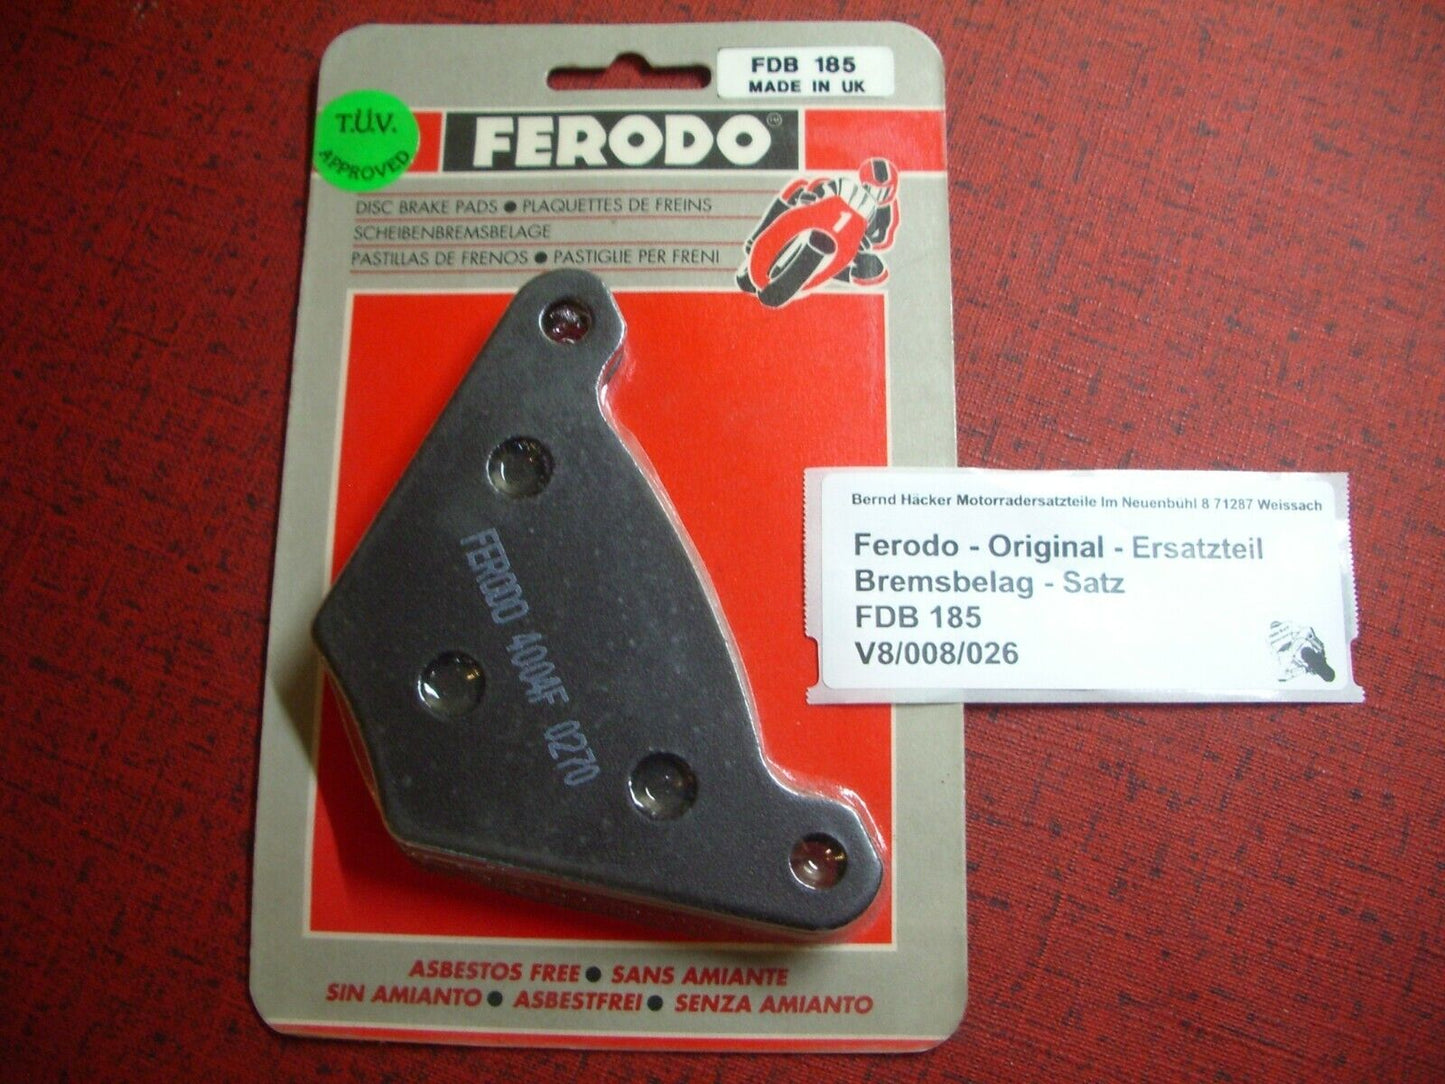 FDB 185
MADE IN UK
T.Ü.V.
APPROVED
FERODO™
DISC BRAKE PADS ● PLAQUETTES DE FREINS
SCHEIBENBREMSBELAGE
PASTILLAS DE FRENOS ● PASTIGLIE PER FRENI
1
FERODO 4004F 0270
Bernd Häcker Motorradersatzteile Im Neuenbühl 8 71287 Weissach
Ferodo - Original - Ersatzteil
Bremsbelag - Satz
FDB 185
V8/008/026
ASBESTOS FREE ● SANS AMIANTE
SIN AMIANTO ● ASBESTFREI ● SENZA AMIANTO